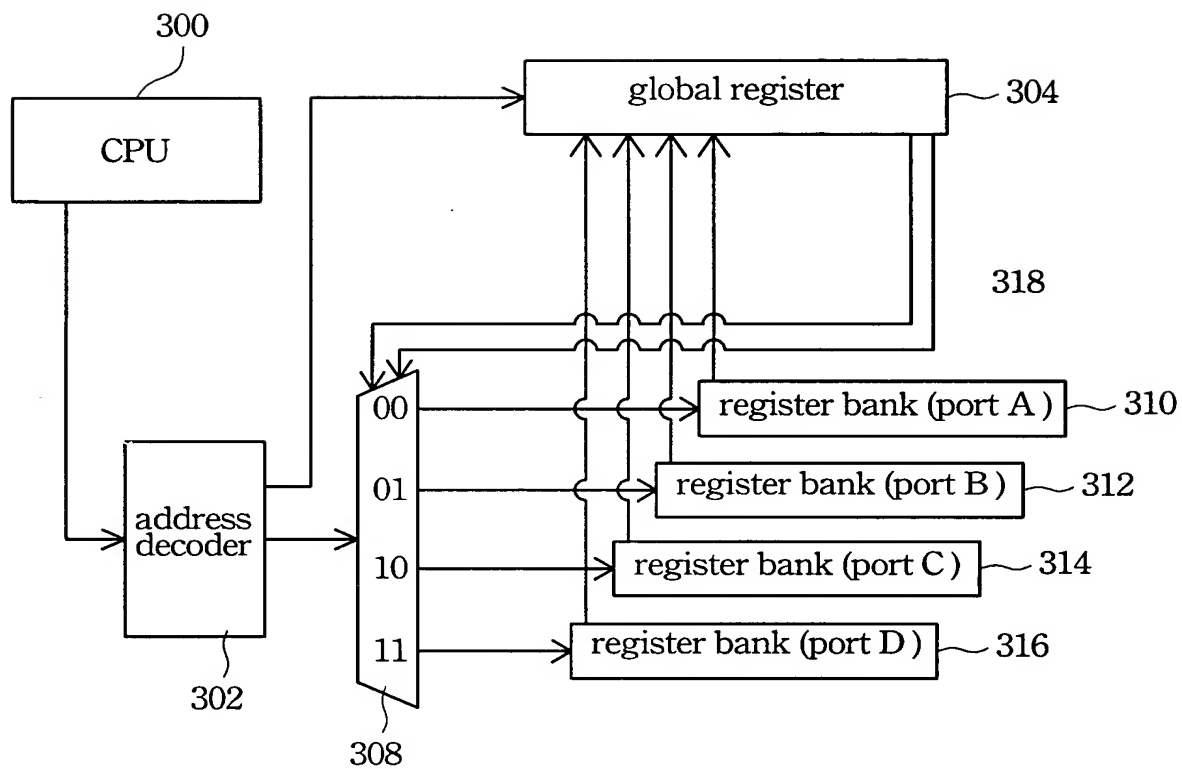 300
CPU
global register
304
318
00
register bank (port A)
310
01
register bank (port B)
312
address
decoder
10
register bank (port C)
314
11
register bank (port D)
316
302
308